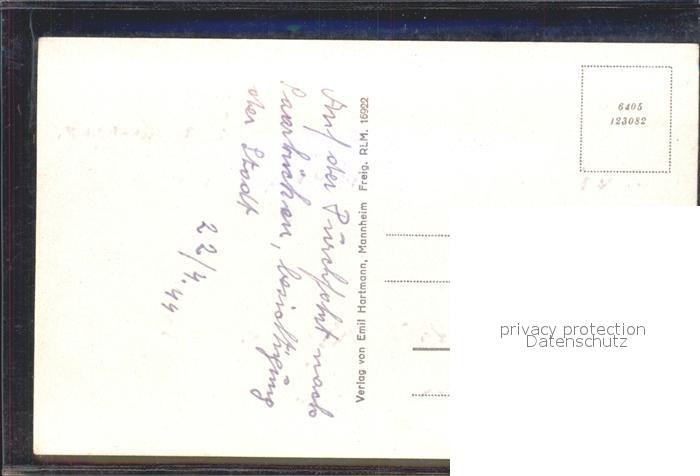 Auf der Durchfahrt nach
Saarbrücken, besichtigung
der Stadt
22/4.44
Verlag von Emil Hartmann, Mannheim Freig. RLM. 16922
6405
123082
privacy protection
Datenschutz